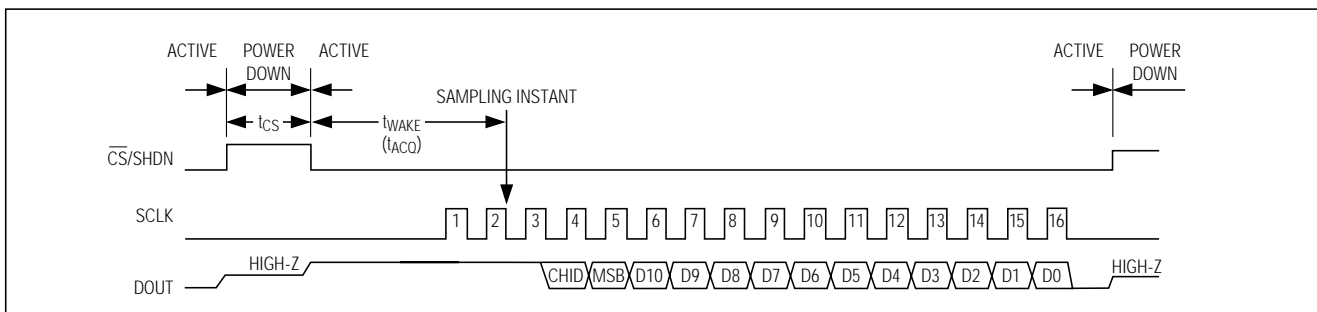 ACTIVE POWER DOWN ACTIVE ACTIVE POWER DOWN
SAMPLING INSTANT
tCS tWAKE (tACQ)
CS/SHDN
SCLK 1 2 3 4 5 6 7 8 9 10 11 12 13 14 15 16
HIGH-Z HIGH-Z
DOUT CHID MSB D10 D9 D8 D7 D6 D5 D4 D3 D2 D1 D0